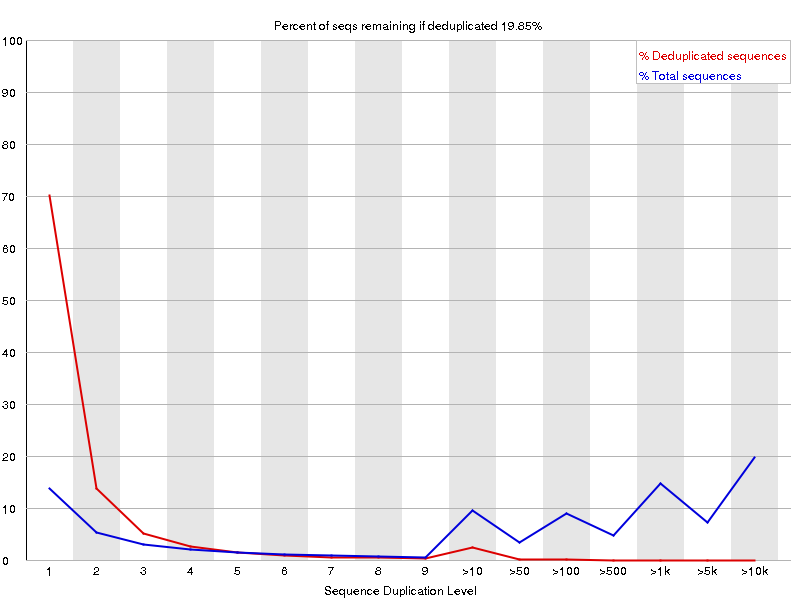 Percent of seqs remaining if deduplicated 19.85%
% Deduplicated sequences
% Total sequences
100
90
80
70
60
50
40
30
20
10
0
1 2 3 4 5 6 7 8 9 >10 >50 >100 >500 >1k >5k >10k
Sequence Duplication Level